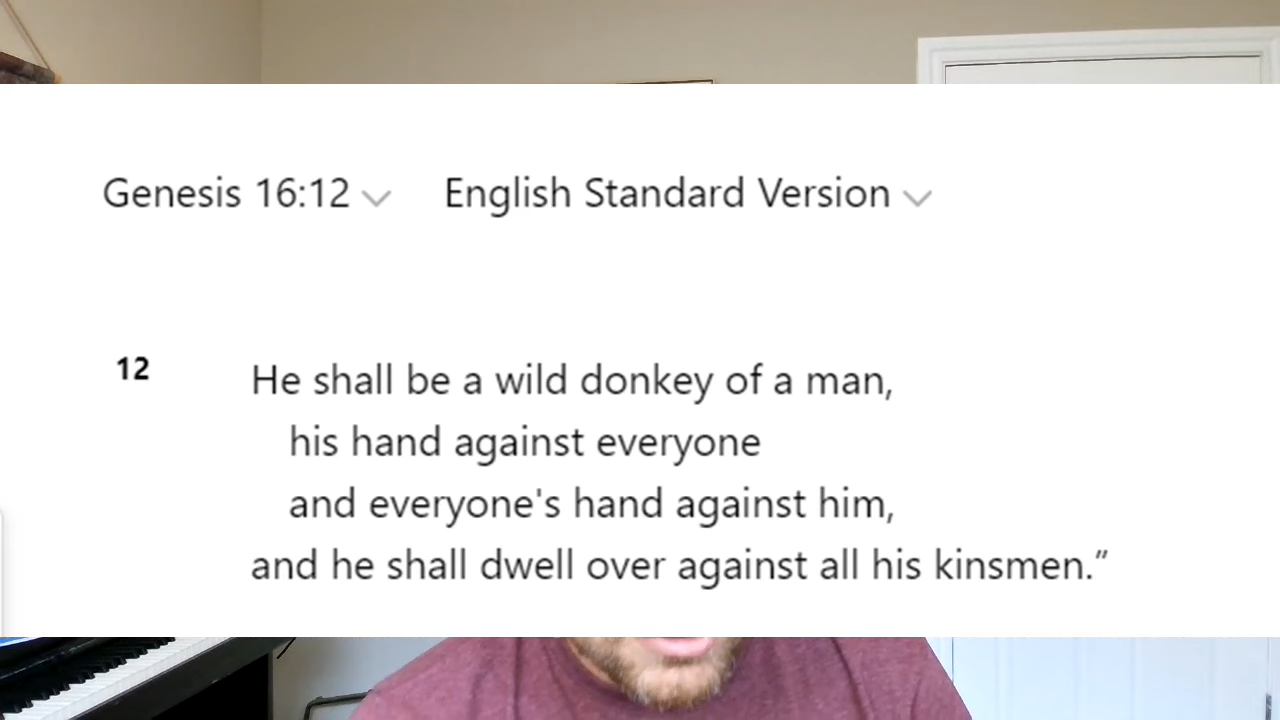 Genesis 16:12 English Standard Version
12 He shall be a wild donkey of a man,
his hand against everyone
and everyone's hand against him,
and he shall dwell over against all his kinsmen.”